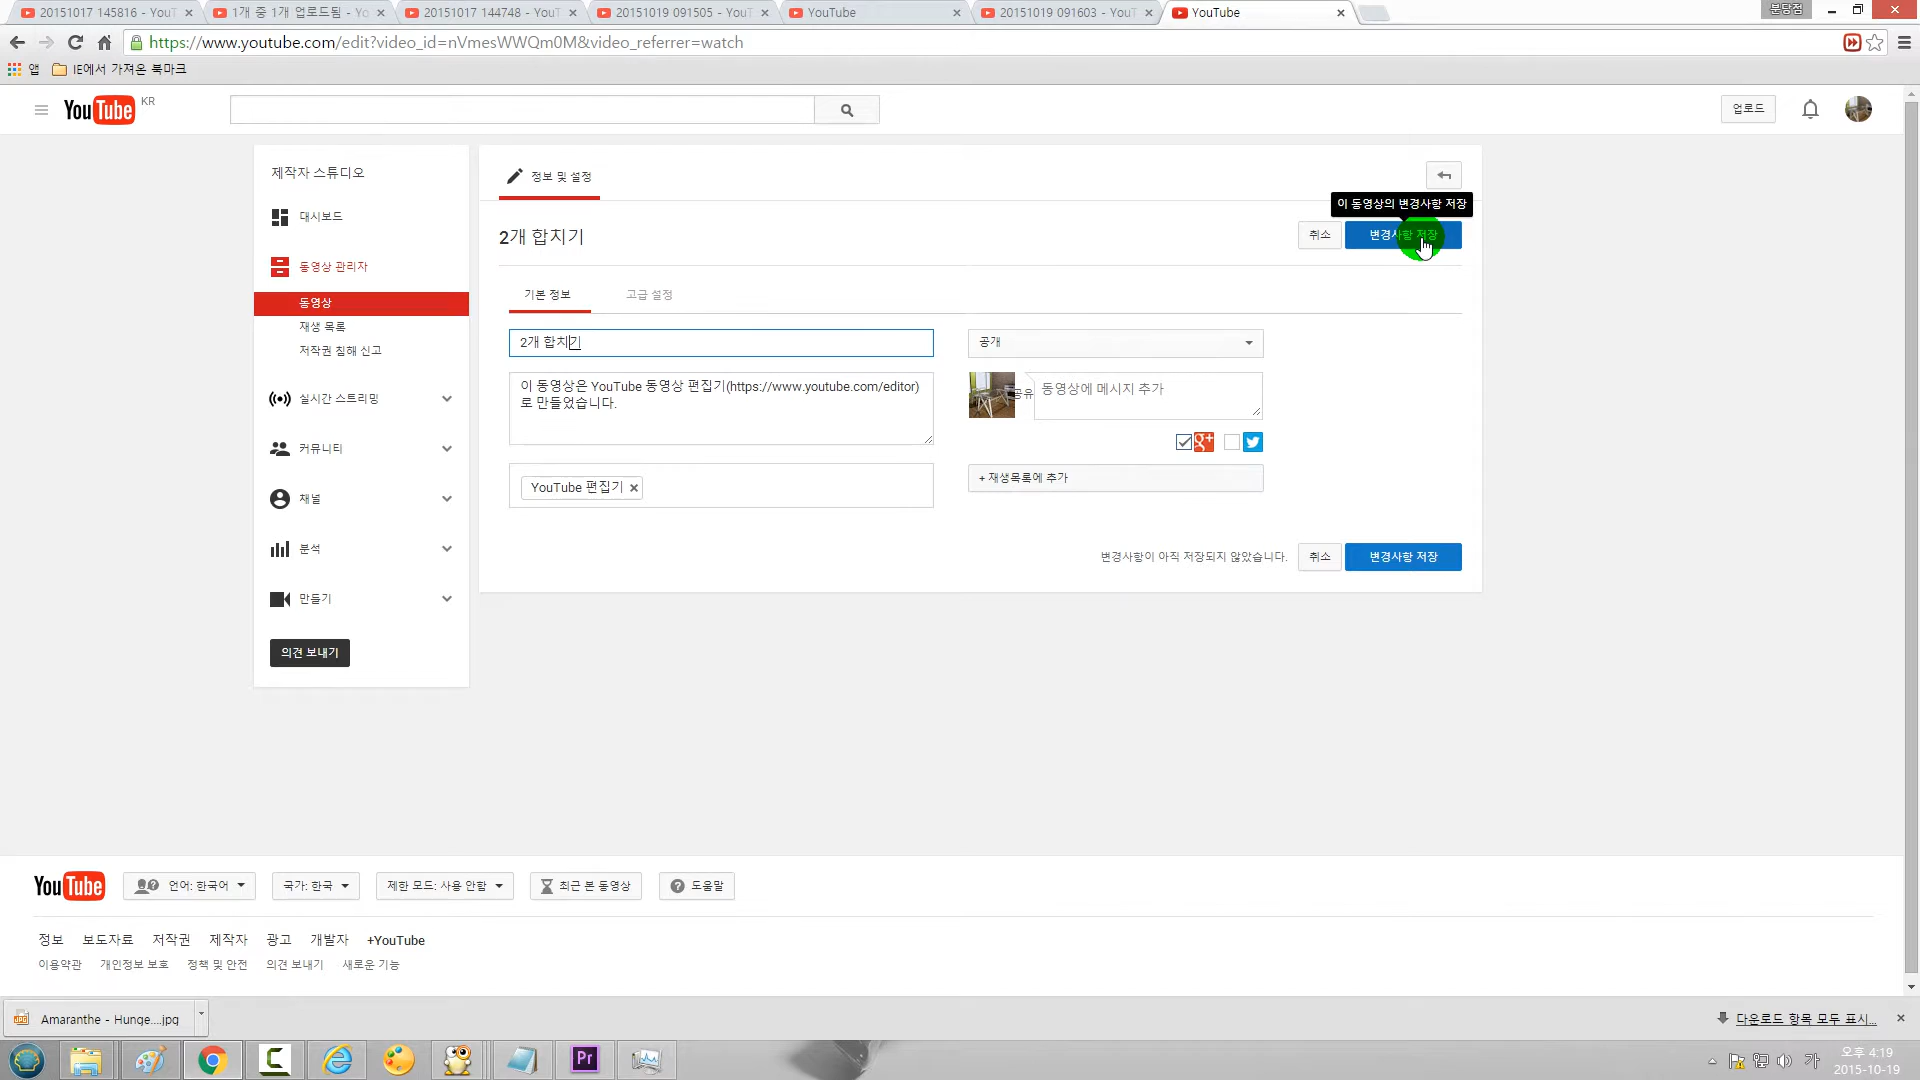 20151017 145816 - YouT
1개 중 1개 업로드됨 - Yo
20151017 144748 - YouT
20151019 091505 - YouT
YouTube
20151019 091603 - YouT
YouTube
분당점
https://www.youtube.com/edit?video_id=nVmesWWQm0M&video_referrer=watch
앱
IE에서 가져온 북마크
YouTube KR
업로드
제작자 스튜디오
대시보드
동영상 관리자
동영상
재생 목록
저작권 침해 신고
실시간 스트리밍
커뮤니티
채널
분석
만들기
의견 보내기
정보 및 설정
이 동영상의 변경사항 저장
2개 합치기
취소
변경사항 저장
기본 정보
고급 설정
2개 합치기
이 동영상은 YouTube 동영상 편집기(https://www.youtube.com/editor)
로 만들었습니다.
YouTube 편집기
공개
공유
동영상에 메시지 추가
+ 재생목록에 추가
변경사항이 아직 저장되지 않았습니다.
취소
변경사항 저장
YouTube
언어: 한국어
국가: 한국
제한 모드: 사용 안함
최근 본 동영상
도움말
정보 보도자료 저작권 제작자 광고 개발자 +YouTube
이용약관 개인정보 보호 정책 및 안전 의견 보내기 새로운 기능
Amaranthe - Hunge....jpg
다운로드 항목 모두 표시...
Pr
가
오후 4:19
2015-10-19